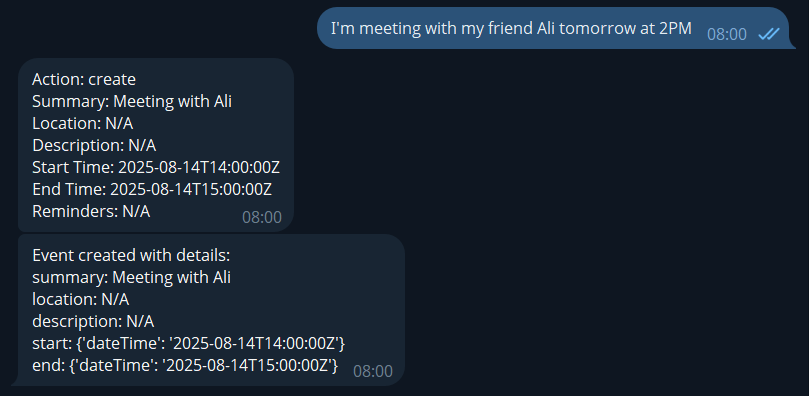 I'm meeting with my friend Ali tomorrow at 2PM 08:00
Action: create
Summary: Meeting with Ali
Location: N/A
Description: N/A
Start Time: 2025-08-14T14:00:00Z
End Time: 2025-08-14T15:00:00Z
Reminders: N/A 08:00
Event created with details:
summary: Meeting with Ali
location: N/A
description: N/A
start: {'dateTime': '2025-08-14T14:00:00Z'}
end: {'dateTime': '2025-08-14T15:00:00Z'} 08:00